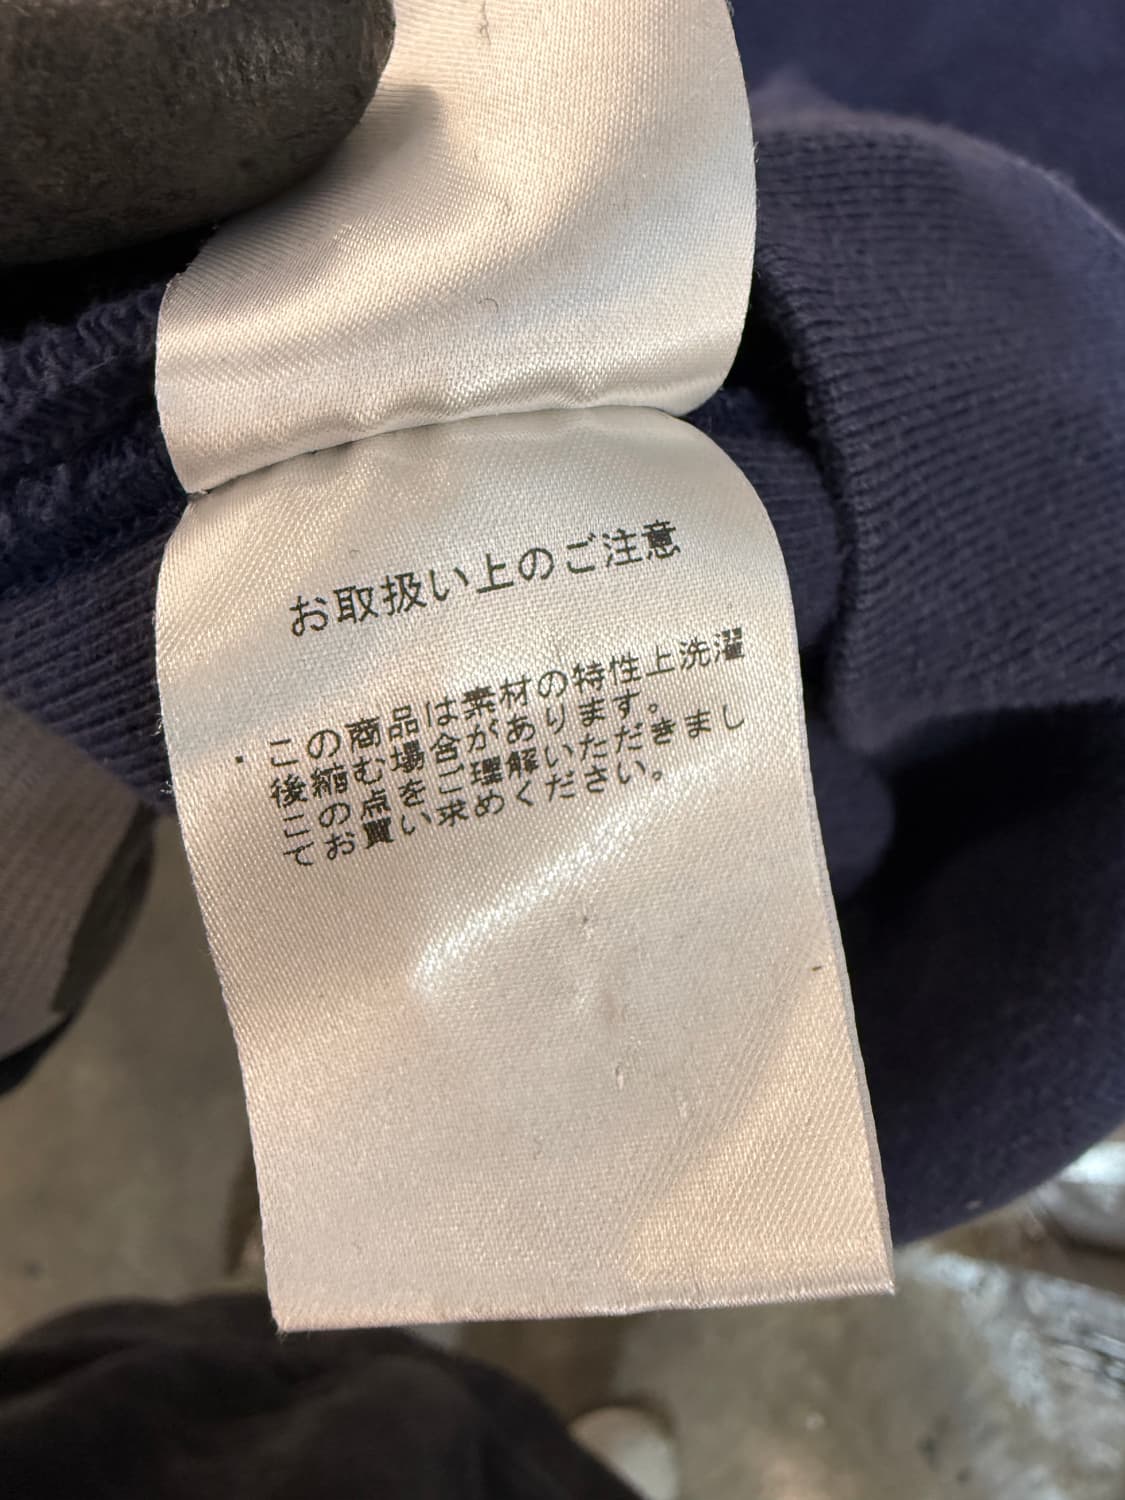 お取扱い上のご注意
・この商品は素材の特性上洗濯
後縮む場合があります。
この点をご理解いただきまし
てお買い求めください。